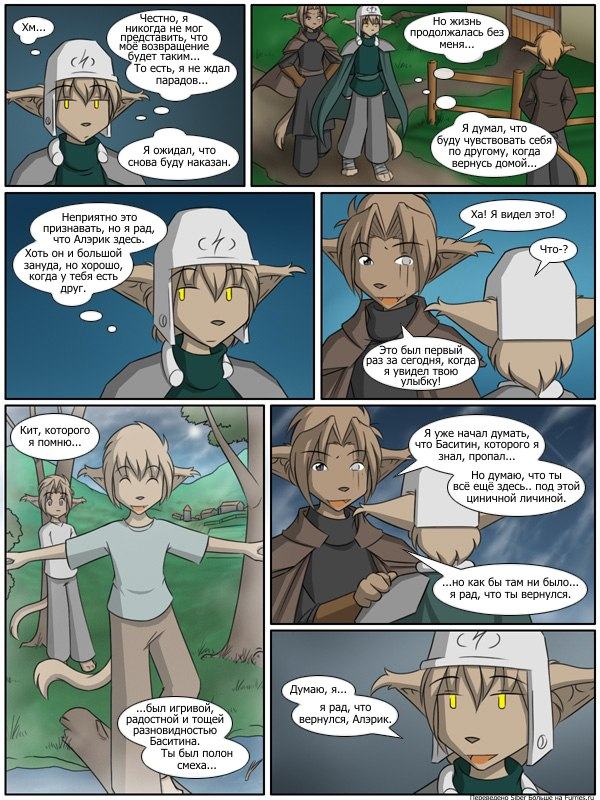 Хм...
Честно, я
никогда не мог
представить, что
моё возвращение
будет таким...
То есть, я не ждал
парадов...
Я ожидал, что
снова буду наказан.
Но жизнь
продолжалась без
меня...
Я думал, что
буду чувствовать себя
по другому, когда
вернусь домой...
Неприятно это
признавать, но я рад,
что Алэрик здесь.
Хоть он и большой
зануда, но хорошо,
когда у тебя есть
друг.
Ха! Я видел это!
Что-?
Это был первый
раз за сегодня, когда
я увидел твою
улыбку!
Кит, которого
я помню...
...был игривой,
радостной и тощей
разновидностью
Баситина.
Ты был полон
смеха...
Я уже начал думать,
что Баситин, которого я
знал, пропал...
Но думаю, что ты
всё ещё здесь.. под этой
циничной личиной.
...но как бы там ни было...
я рад, что ты вернулся.
Думаю, я...
я рад, что
вернулся, Алэрик.
Переведено Siber Больше на Furries.ru